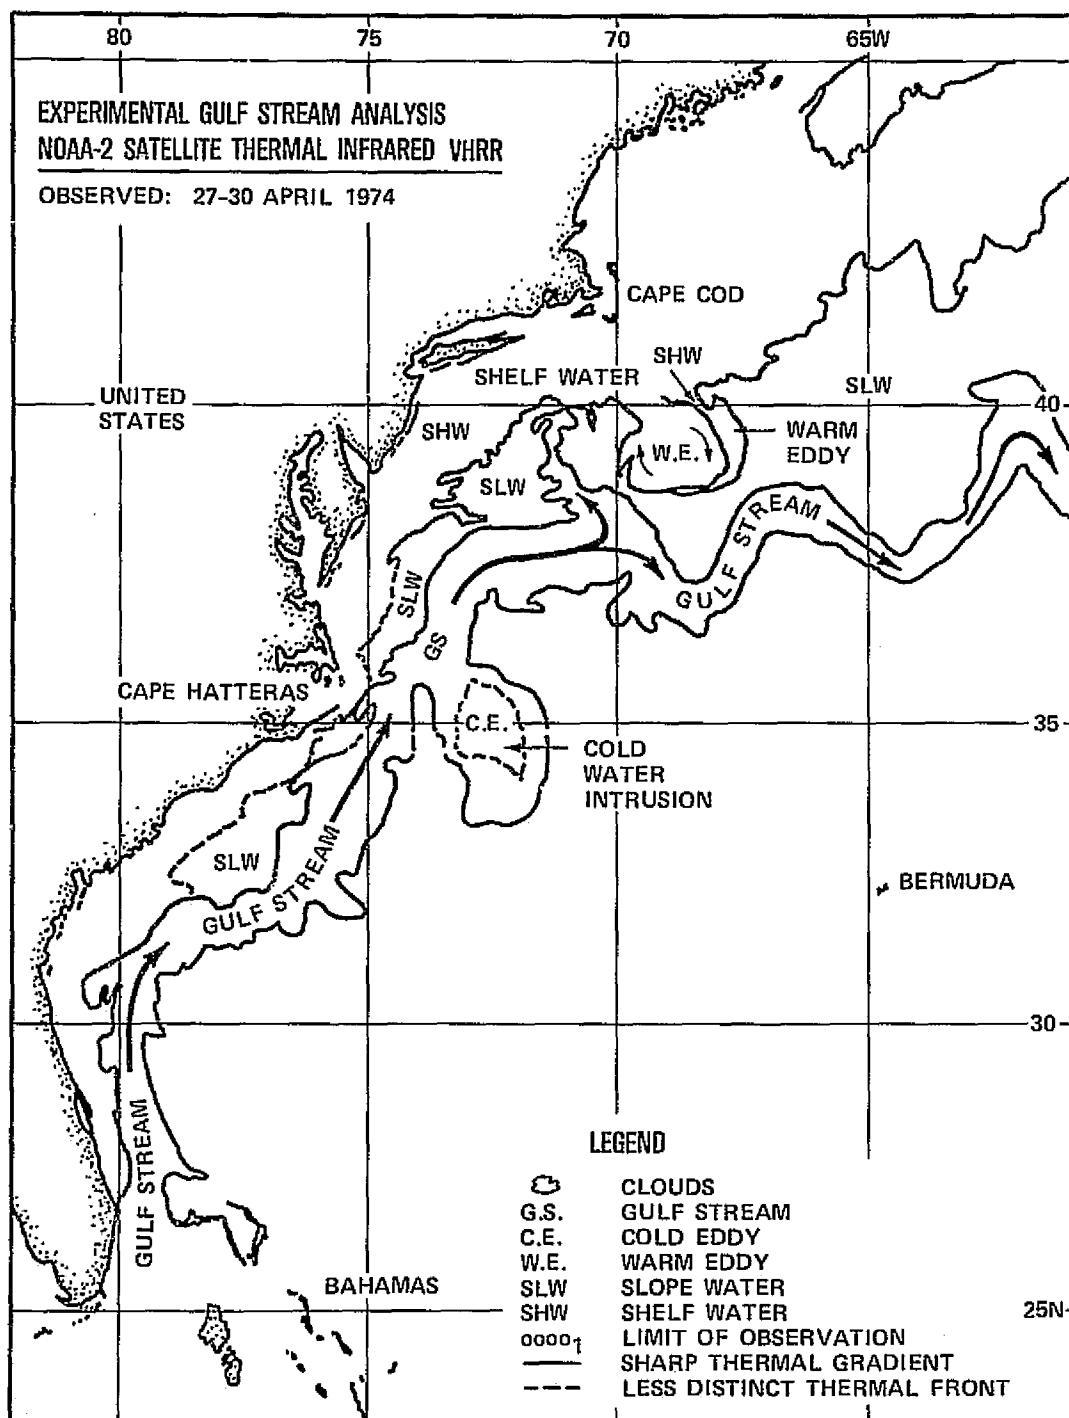 80 75 70 65W
EXPERIMENTAL GULF STREAM ANALYSIS
NOAA-2 SATELLITE THERMAL INFRARED VHRR
OBSERVED: 27-30 APRIL 1974
CAPE COD
SHW
SHELF WATER
SLW
UNITED
STATES
40
SHW
WARM
EDDY
W.E.
SLW
GULF STREAM
SLW
GS
CAPE HATTERAS
C.E.
35
COLD
WATER
INTRUSION
SLW
GULF STREAM
BERMUDA
30
GULF STREAM
BAHAMAS
25N
LEGEND
CLOUDS
G.S. GULF STREAM
C.E. COLD EDDY
W.E. WARM EDDY
SLW SLOPE WATER
SHW SHELF WATER
oooo1 LIMIT OF OBSERVATION
SHARP THERMAL GRADIENT
LESS DISTINCT THERMAL FRONT